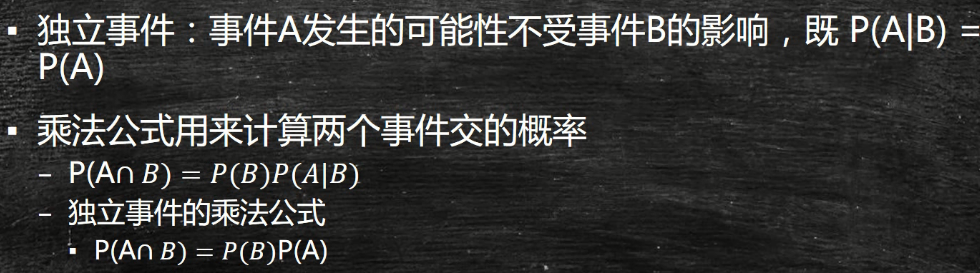 ▪ 独立事件：事件A发生的可能性不受事件B的影响，既 P(A|B) =
P(A)
▪ 乘法公式用来计算两个事件交的概率
– P(A∩ B) = P(B)P(A|B)
– 独立事件的乘法公式
▪ P(A∩ B) = P(B)P(A)